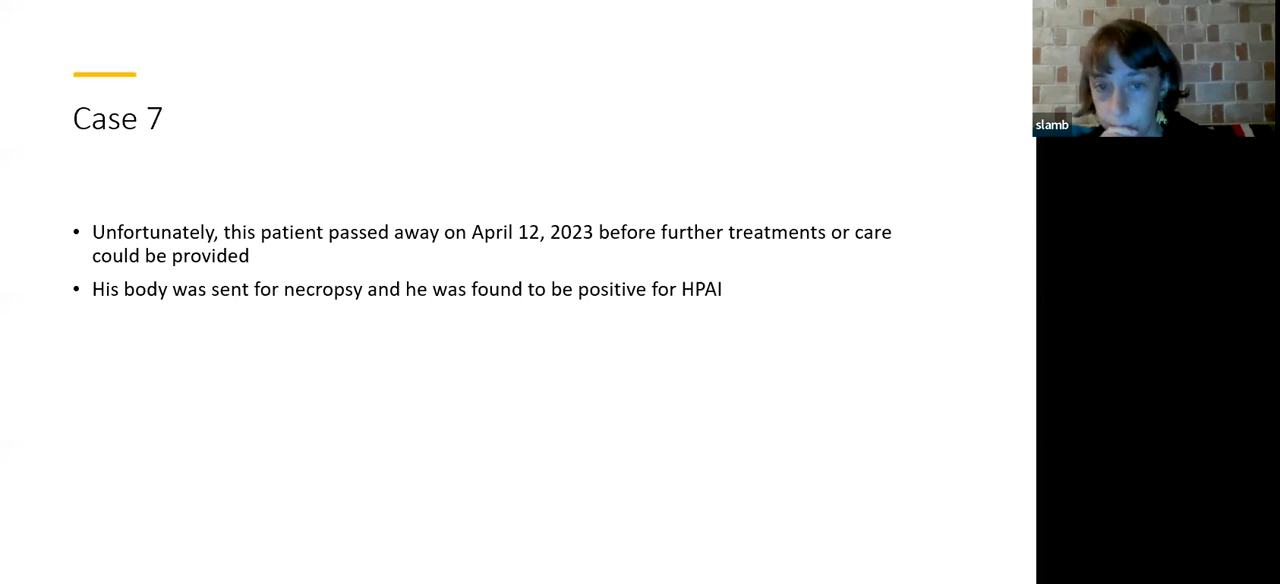 Case 7
• Unfortunately, this patient passed away on April 12, 2023 before further treatments or care
could be provided
• His body was sent for necropsy and he was found to be positive for HPAI
slamb